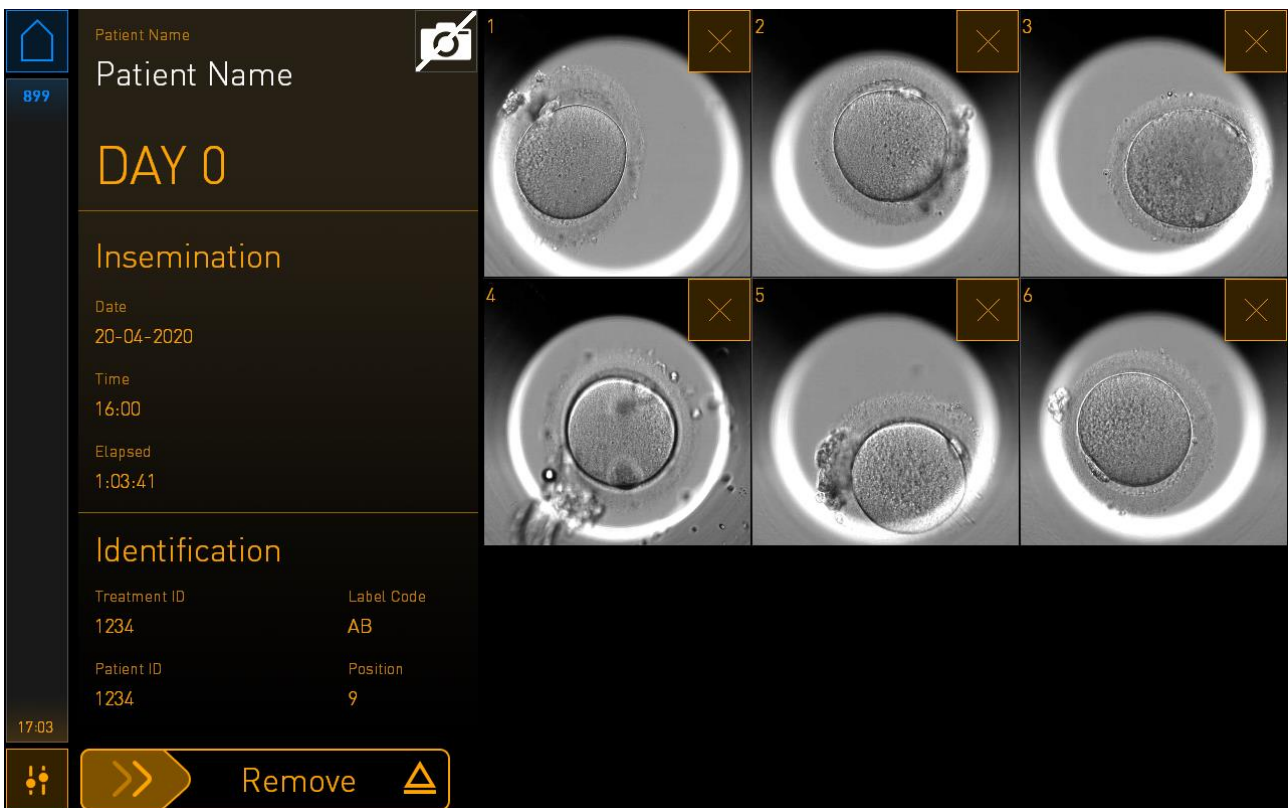 Patient Name
Patient Name
899
DAY 0
Insemination
Date
20-04-2020
Time
16:00
Elapsed
1:03:41
Identification
Treatment ID Label Code
1234 AB
Patient ID Position
1234 9
17:03
Remove
1 2 3
4 5 6